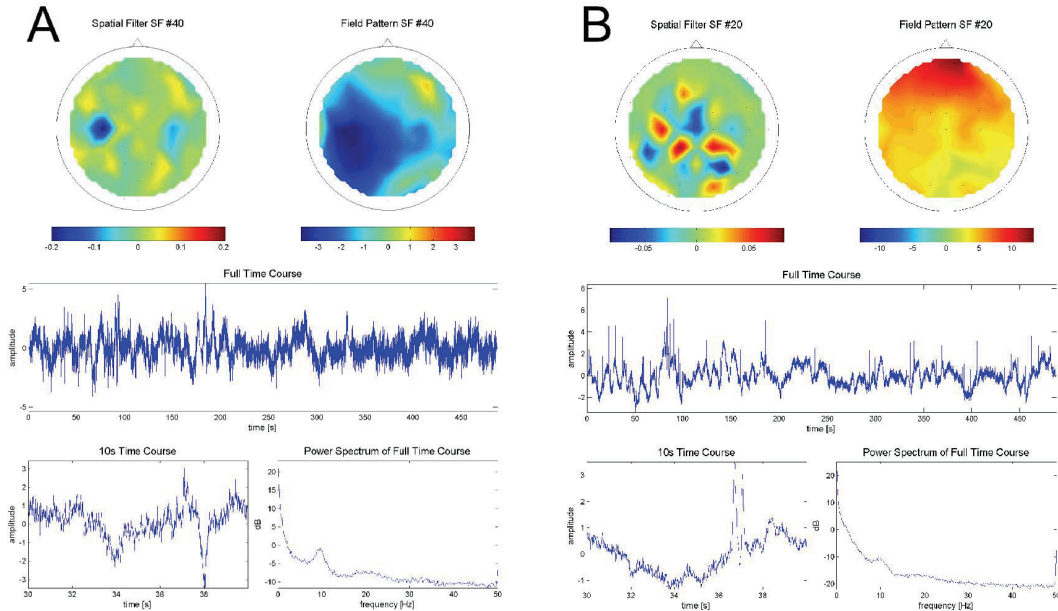 A
Spatial Filter SF #40
Field Pattern SF #40
-0.2 -0.1 0 0.1 0.2
-3 -2 -1 0 1 2 3
Full Time Course
5
0
-5
amplitude
0 50 100 150 200 250 300 350 400 450
time [s]
10s Time Course
3
2
1
0
-1
-2
-3
amplitude
30 32 34 36 38
time [s]
Power Spectrum of Full Time Course
20
15
10
5
0
-5
-10
dB
0 10 20 30 40 50
frequency [Hz]
B
Spatial Filter SF #20
Field Pattern SF #20
-0.05 0 0.05
-10 -5 0 5 10
Full Time Course
8
6
4
2
0
-2
amplitude
0 50 100 150 200 250 300 350 400 450
time [s]
10s Time Course
3
2
1
0
-1
amplitude
30 32 34 36 38
time [s]
Power Spectrum of Full Time Course
20
10
0
-10
-20
dB
0 10 20 30 40 50
frequency [Hz]